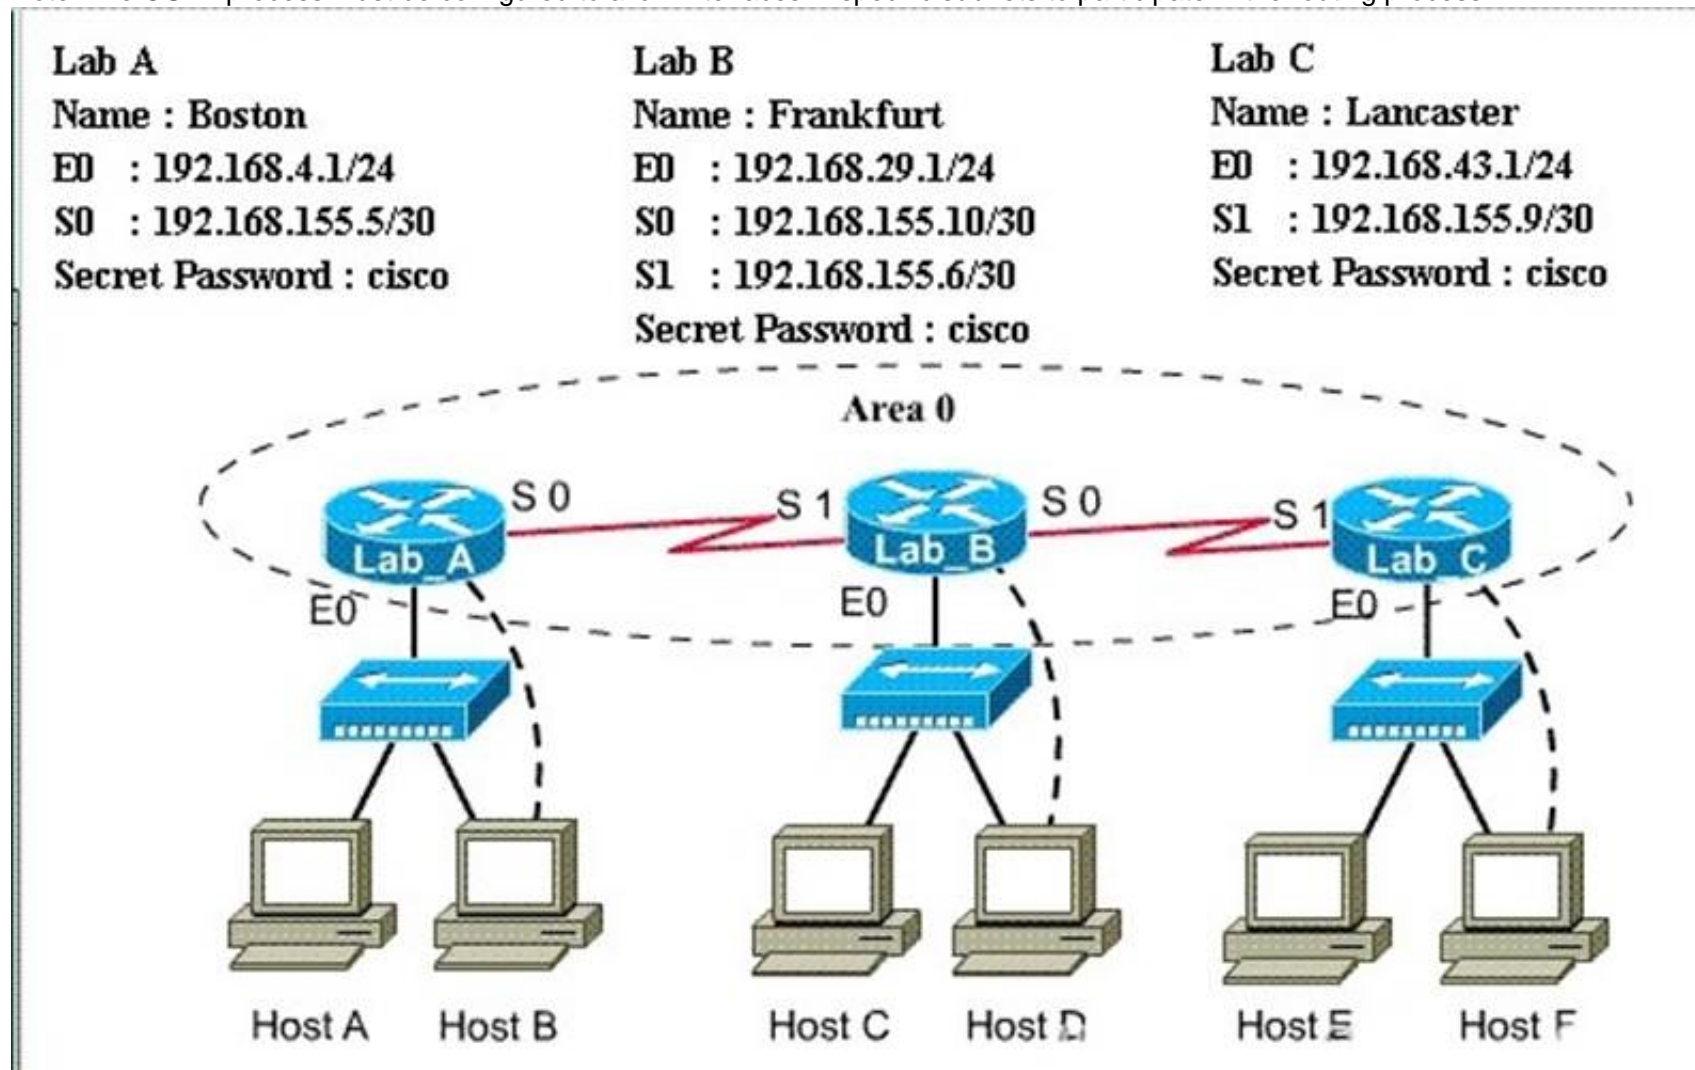 Lab A
Name : Boston
E0 : 192.168.4.1/24
S0 : 192.168.155.5/30
Secret Password : cisco
Lab B
Name : Frankfurt
E0 : 192.168.29.1/24
S0 : 192.168.155.10/30
S1 : 192.168.155.6/30
Secret Password : cisco
Lab C
Name : Lancaster
E0 : 192.168.43.1/24
S1 : 192.168.155.9/30
Secret Password : cisco
Area 0
S 0
S 1
S 0
S 1
Lab_A
Lab_B
Lab_C
E0
E0
E0
Host A
Host B
Host C
Host D
Host E
Host F